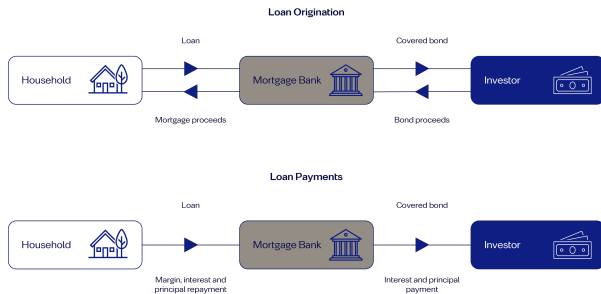 Loan Origination
Loan
Covered bond
Household
Mortgage Bank
Investor
Mortgage proceeds
Bond proceeds
Loan Payments
Loan
Covered bond
Household
Mortgage Bank
Investor
Margin, interest and
principal repayment
Interest and principal
payment